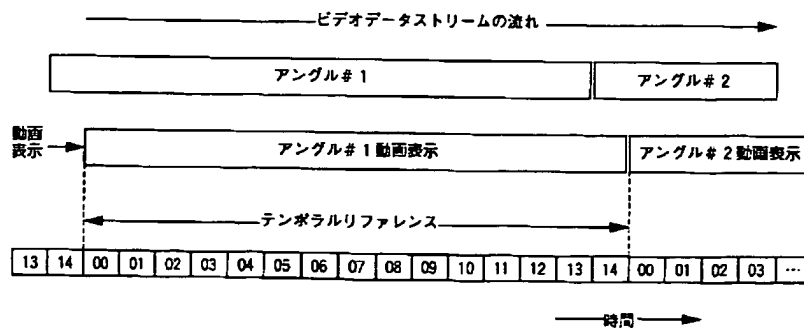 ビデオデータストリームの流れ
アングル#1
アングル#2
動画
表示
アングル#1動画表示
アングル#2動画表示
テンポラルリファレンス
13 14 00 01 02 03 04 05 06 07 08 09 10 11 12 13 14 00 01 02 03 …
時間